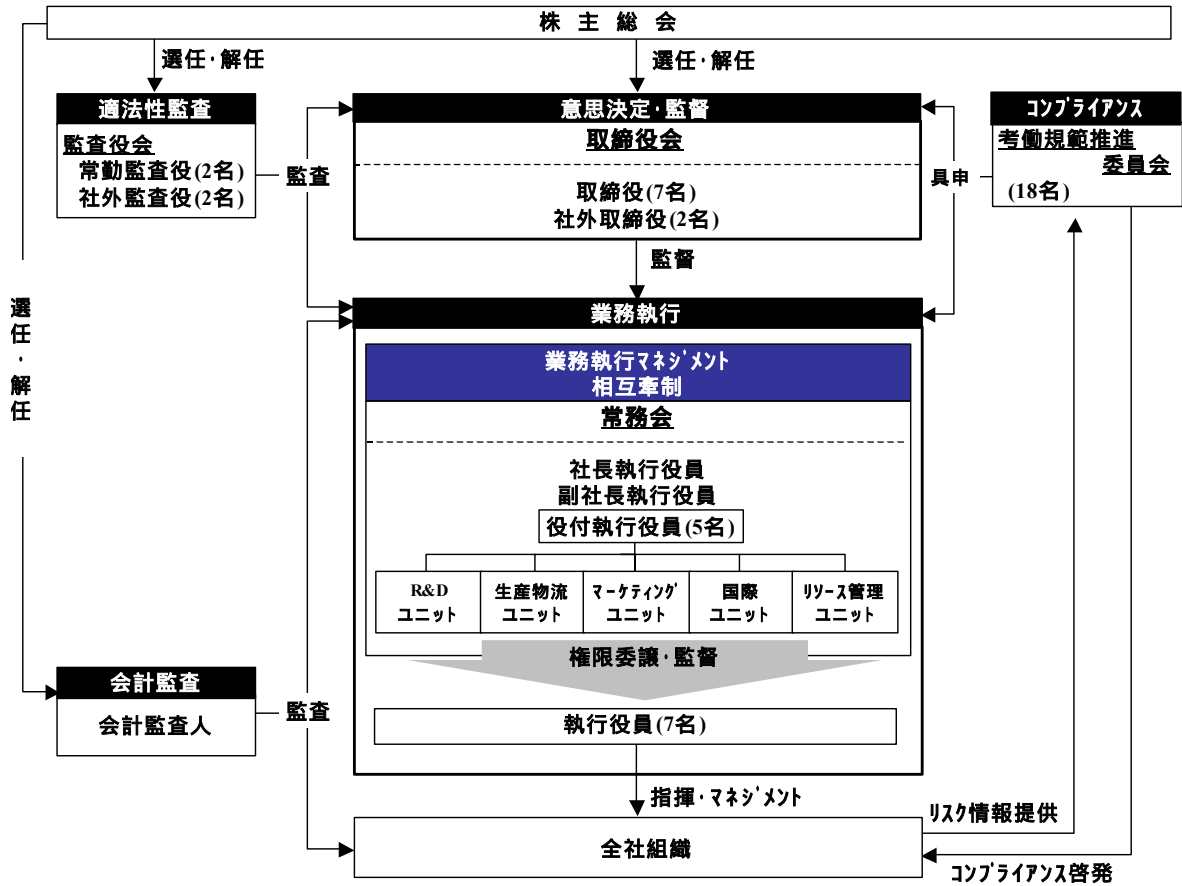 株主総会
選任・解任
選任・解任
適法性監査
監査役会
常勤監査役(2名)
社外監査役(2名)
監査
意思決定・監督
取締役会
取締役(7名)
社外取締役(2名)
監督
コンプライアンス
考働規範推進
委員会
(18名)
具申
選任・解任
業務執行
業務執行マネジメント
相互牽制
常務会
社長執行役員
副社長執行役員
役付執行役員(5名)
R&D
ユニット
生産物流
ユニット
マーケティング
ユニット
国際
ユニット
リソース管理
ユニット
権限委譲・監督
執行役員(7名)
会計監査
会計監査人
監査
指揮・マネジメント
全社組織
リスク情報提供
コンプライアンス啓発